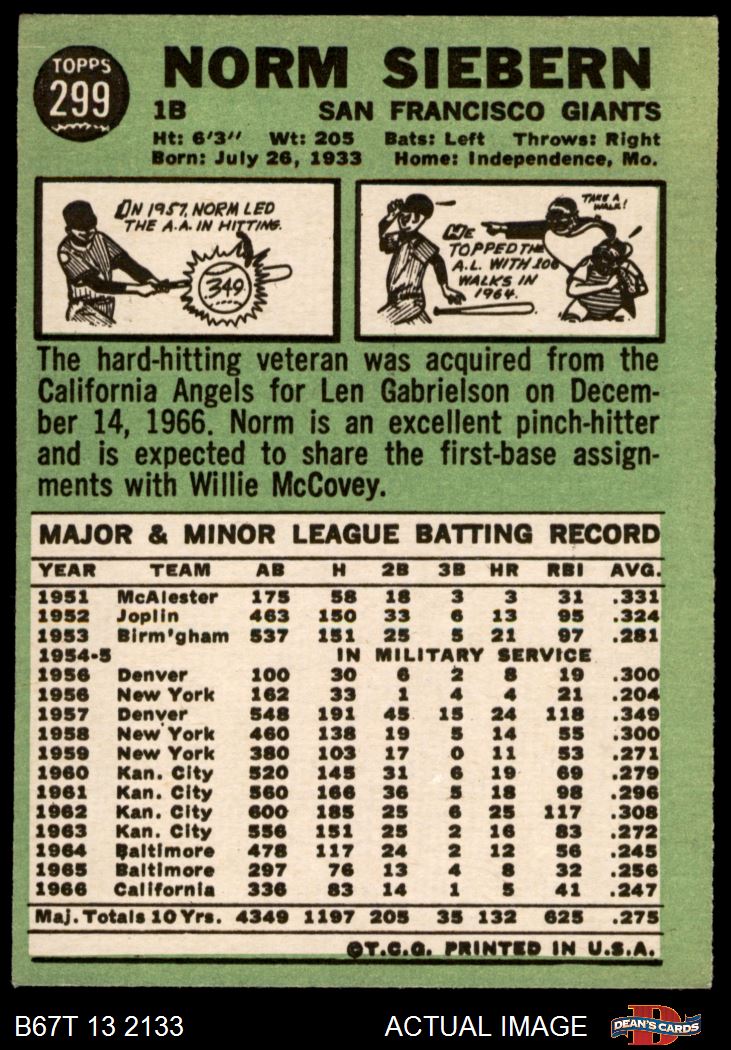 TOPPS
299
NORM SIEBERN
1B SAN FRANCISCO GIANTS
Ht: 6'3" Wt: 205 Bats: Left Throws: Right
Born: July 26, 1933 Home: Independence, Mo.
IN 1957, NORM LED
THE A.A. IN HITTING.
349
TAKE A
WALK!
HE
TOPPED THE
A.L. WITH 106
WALKS IN
1964.
The hard-hitting veteran was acquired from the
California Angels for Len Gabrielson on Decem-
ber 14, 1966. Norm is an excellent pinch-hitter
and is expected to share the first-base assign-
ments with Willie McCovey.
MAJOR & MINOR LEAGUE BATTING RECORD
YEAR TEAM AB H 2B 3B HR RBI AVG.
1951 McAlester 175 58 18 3 3 31 .331
1952 Joplin 463 150 33 6 13 95 .324
1953 Birm'gham 537 151 25 5 21 97 .281
1954-5 IN MILITARY SERVICE
1956 Denver 100 30 6 2 8 19 .300
1956 New York 162 33 1 4 4 21 .204
1957 Denver 548 191 45 15 24 118 .349
1958 New York 460 138 19 5 14 55 .300
1959 New York 380 103 17 0 11 53 .271
1960 Kan. City 520 145 31 6 19 69 .279
1961 Kan. City 560 166 36 5 18 98 .296
1962 Kan. City 600 185 25 6 25 117 .308
1963 Kan. City 556 151 25 2 16 83 .272
1964 Baltimore 478 117 24 2 12 56 .245
1965 Baltimore 297 76 13 4 8 32 .256
1966 California 336 83 14 1 5 41 .247
Maj. Totals 10 Yrs. 4349 1197 205 35 132 625 .275
©T.C.G. PRINTED IN U.S.A.
B67T 13 2133 ACTUAL IMAGE
D
DEAN'S CARDS